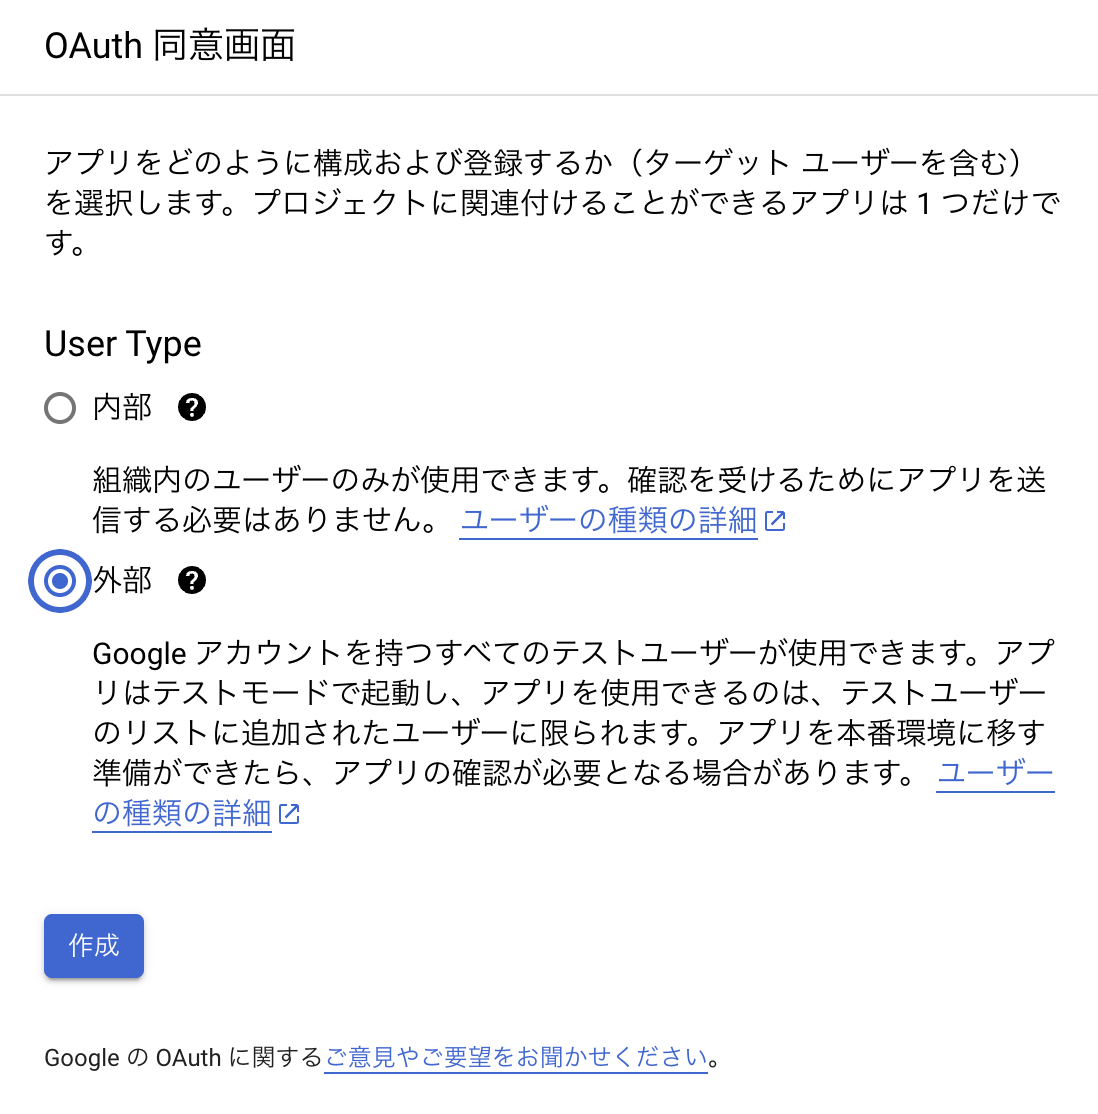 OAuth 同意画面
アプリをどのように構成および登録するか（ターゲット ユーザーを含む）
を選択します。プロジェクトに関連付けることができるアプリは 1 つだけで
す。
User Type
内部
組織内のユーザーのみが使用できます。確認を受けるためにアプリを送
信する必要はありません。 ユーザーの種類の詳細
外部
Google アカウントを持つすべてのテストユーザーが使用できます。アプ
リはテストモードで起動し、アプリを使用できるのは、テストユーザー
のリストに追加されたユーザーに限られます。アプリを本番環境に移す
準備ができたら、アプリの確認が必要となる場合があります。 ユーザー
の種類の詳細
作成
Google の OAuth に関するご意見やご要望をお聞かせください。